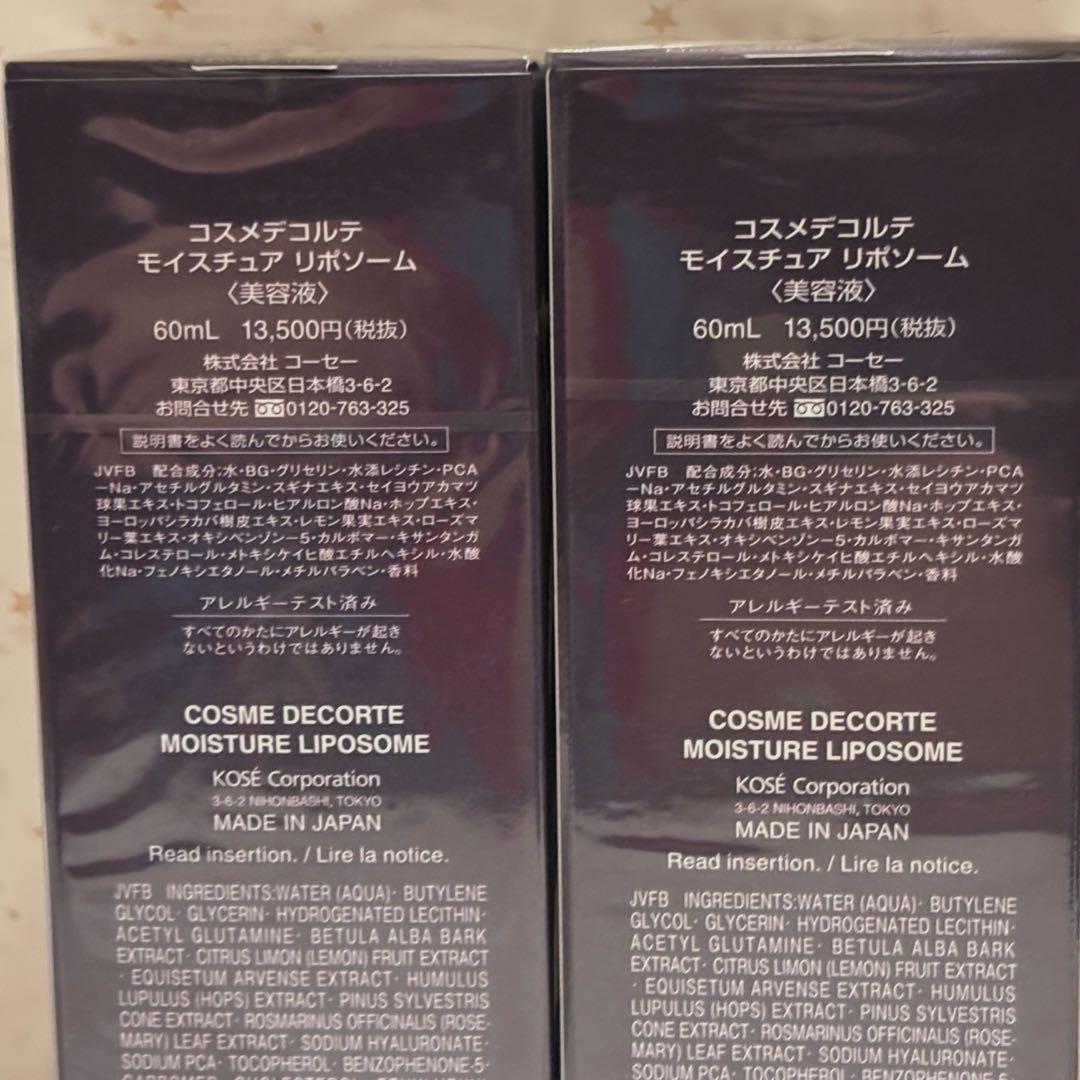 コスメデコルテ
モイスチュア リポソーム
〈美容液〉
60mL 13,500円(税抜)
株式会社 コーセー
東京都中央区日本橋3-6-2
お問合せ先 0120-763-325
説明書をよく読んでからお使いください。
JVFB 配合成分:水・BG・グリセリン・水添レシチン・PCA
ーNa・アセチルグルタミン・スギナエキス・セイヨウアカマツ
球果エキス・トコフェロール・ヒアルロン酸Na・ホップエキス・
ヨーロッパシラカバ樹皮エキス・レモン果実エキス・ローズマ
リー葉エキス・オキシベンゾンー5・カルボマー・キサンタンガ
ム・コレステロール・メトキシケイヒ酸エチルヘキシル・水酸
化Na・フェノキシエタノール・メチルパラベン・香料
アレルギーテスト済み
すべてのかたにアレルギーが起き
ないというわけではありません。
COSME DECORTE
MOISTURE LIPOSOME
KOSÉ Corporation
3-6-2 NIHONBASHI, TOKYO
MADE IN JAPAN
Read insertion. / Lire la notice.
JVFB INGREDIENTS:WATER (AQUA)· BUTYLENE
GLYCOL· GLYCERIN· HYDROGENATED LECITHIN·
ACETYL GLUTAMINE· BETULA ALBA BARK
EXTRACT· CITRUS LIMON (LEMON) FRUIT EXTRACT
· EQUISETUM ARVENSE EXTRACT· HUMULUS
LUPULUS (HOPS) EXTRACT· PINUS SYLVESTRIS
CONE EXTRACT· ROSMARINUS OFFICINALIS (ROSE-
MARY) LEAF EXTRACT· SODIUM HYALURONATE·
SODIUM PCA· TOCOPHEROL· BENZOPHENONE-5·
コスメデコルテ
モイスチュア リポソーム
〈美容液〉
60mL 13,500円(税抜)
株式会社 コーセー
東京都中央区日本橋3-6-2
お問合せ先 0120-763-325
説明書をよく読んでからお使いください。
JVFB 配合成分:水・BG・グリセリン・水添レシチン・PCA
ーNa・アセチルグルタミン・スギナエキス・セイヨウアカマツ
球果エキス・トコフェロール・ヒアルロン酸Na・ホップエキス・
ヨーロッパシラカバ樹皮エキス・レモン果実エキス・ローズマ
リー葉エキス・オキシベンゾンー5・カルボマー・キサンタンガ
ム・コレステロール・メトキシケイヒ酸エチルヘキシル・水酸
化Na・フェノキシエタノール・メチルパラベン・香料
アレルギーテスト済み
すべてのかたにアレルギーが起き
ないというわけではありません。
COSME DECORTE
MOISTURE LIPOSOME
KOSÉ Corporation
3-6-2 NIHONBASHI, TOKYO
MADE IN JAPAN
Read insertion. / Lire la notice.
JVFB INGREDIENTS:WATER (AQUA)· BUTYLENE
GLYCOL· GLYCERIN· HYDROGENATED LECITHIN·
ACETYL GLUTAMINE· BETULA ALBA BARK
EXTRACT· CITRUS LIMON (LEMON) FRUIT EXTRACT
· EQUISETUM ARVENSE EXTRACT· HUMULUS
LUPULUS (HOPS) EXTRACT· PINUS SYLVESTRIS
CONE EXTRACT· ROSMARINUS OFFICINALIS (ROSE-
MARY) LEAF EXTRACT· SODIUM HYALURONATE·
SODIUM PCA· TOCOPHEROL· BENZOPHENONE-5·